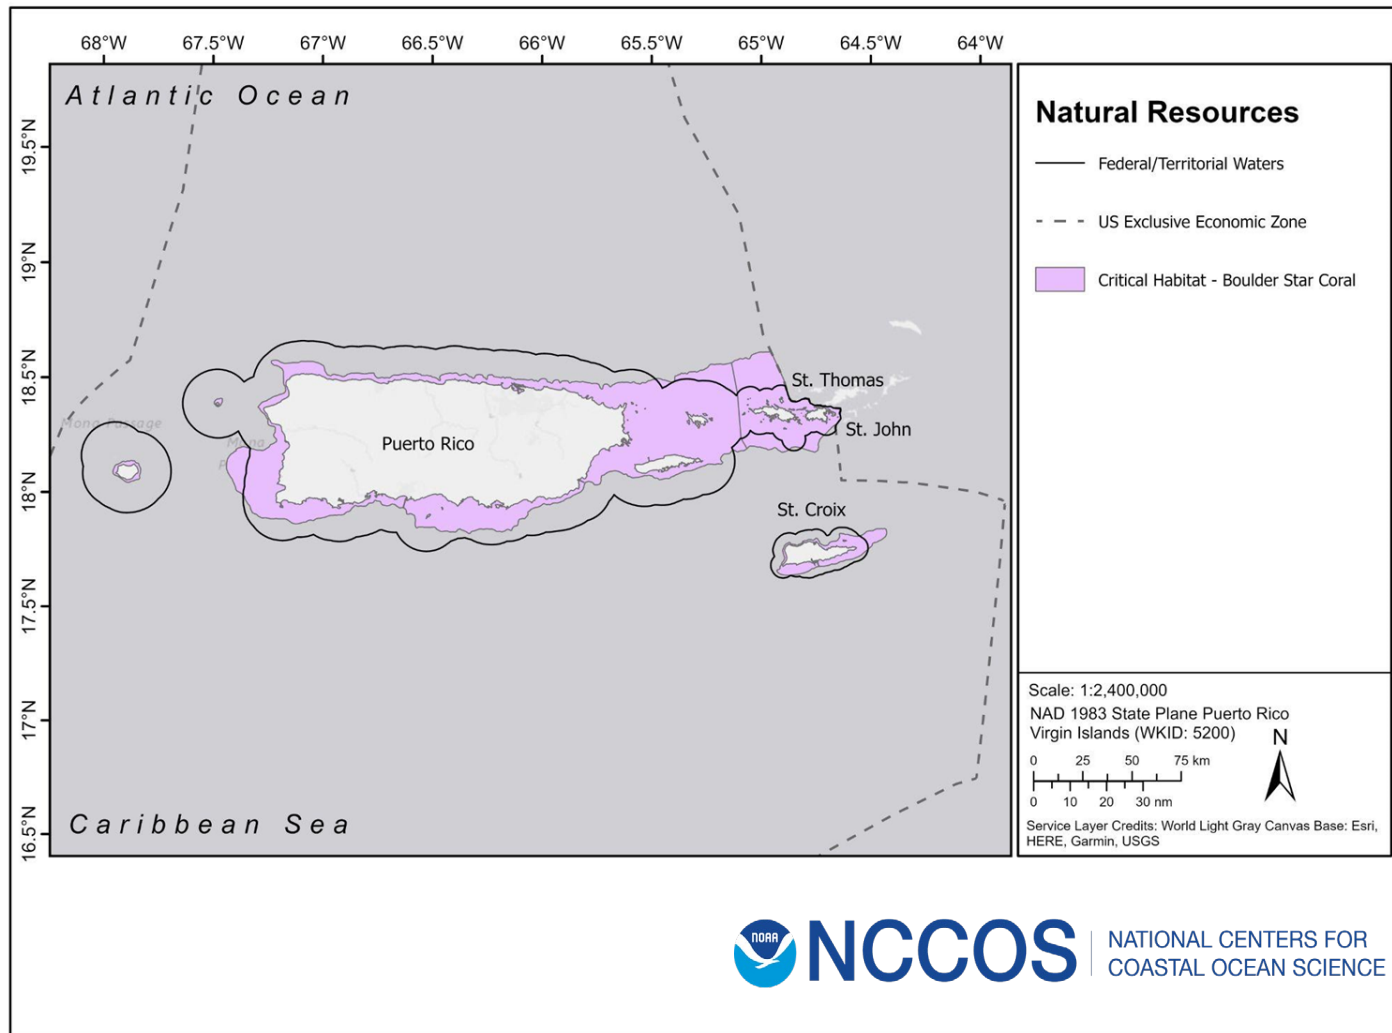 68°W 67.5°W 67°W 66.5°W 66°W 65.5°W 65°W 64.5°W 64°W
Atlantic Ocean
19.5°N
19°N
18.5°N
18°N
17.5°N
17°N
16.5°N
Mona Passage
Mona
St. Thomas
St. John
Puerto Rico
St. Croix
Caribbean Sea
Natural Resources
Federal/Territorial Waters
US Exclusive Economic Zone
Critical Habitat - Boulder Star Coral
Scale: 1:2,400,000
NAD 1983 State Plane Puerto Rico
Virgin Islands (WKID: 5200)
N
0 25 50 75 km
0 10 20 30 nm
Service Layer Credits: World Light Gray Canvas Base: Esri,
HERE, Garmin, USGS
NOAA
NCCOS
NATIONAL CENTERS FOR
COASTAL OCEAN SCIENCE